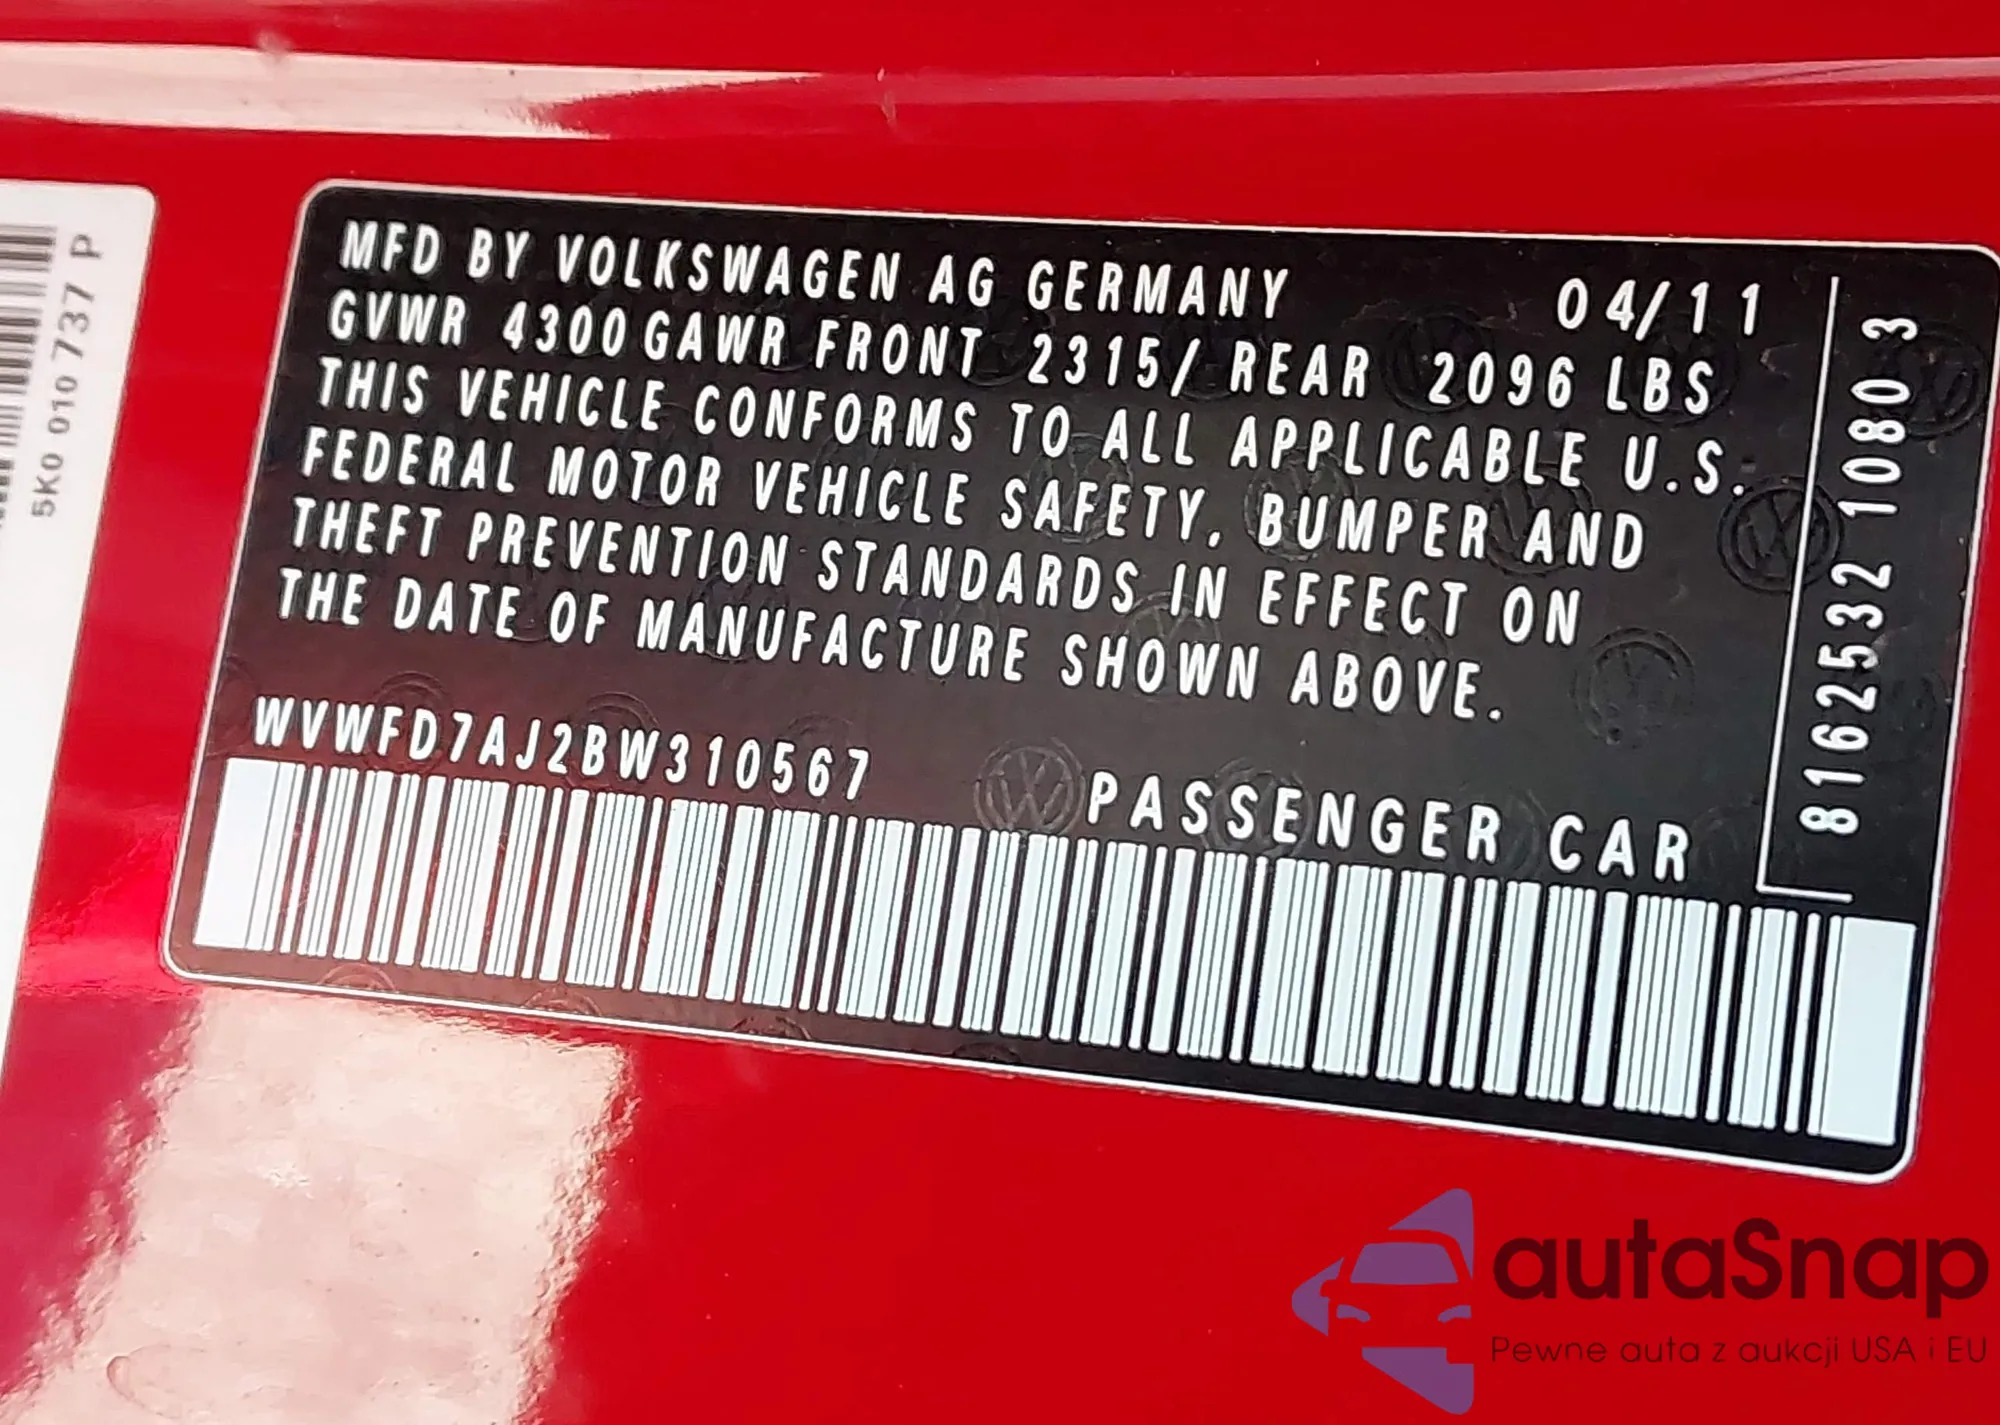 5K0 010 737 P
MFD BY VOLKSWAGEN AG GERMANY 04/11
GVWR 4300 GAWR FRONT 2315/ REAR 2096 LBS
THIS VEHICLE CONFORMS TO ALL APPLICABLE U.S.
FEDERAL MOTOR VEHICLE SAFETY, BUMPER AND
THEFT PREVENTION STANDARDS IN EFFECT ON
THE DATE OF MANUFACTURE SHOWN ABOVE.
WVWFD7AJ2BW310567 PASSENGER CAR
8162532 1080 3
autaSnap
Pewne auta z aukcji USA i EU